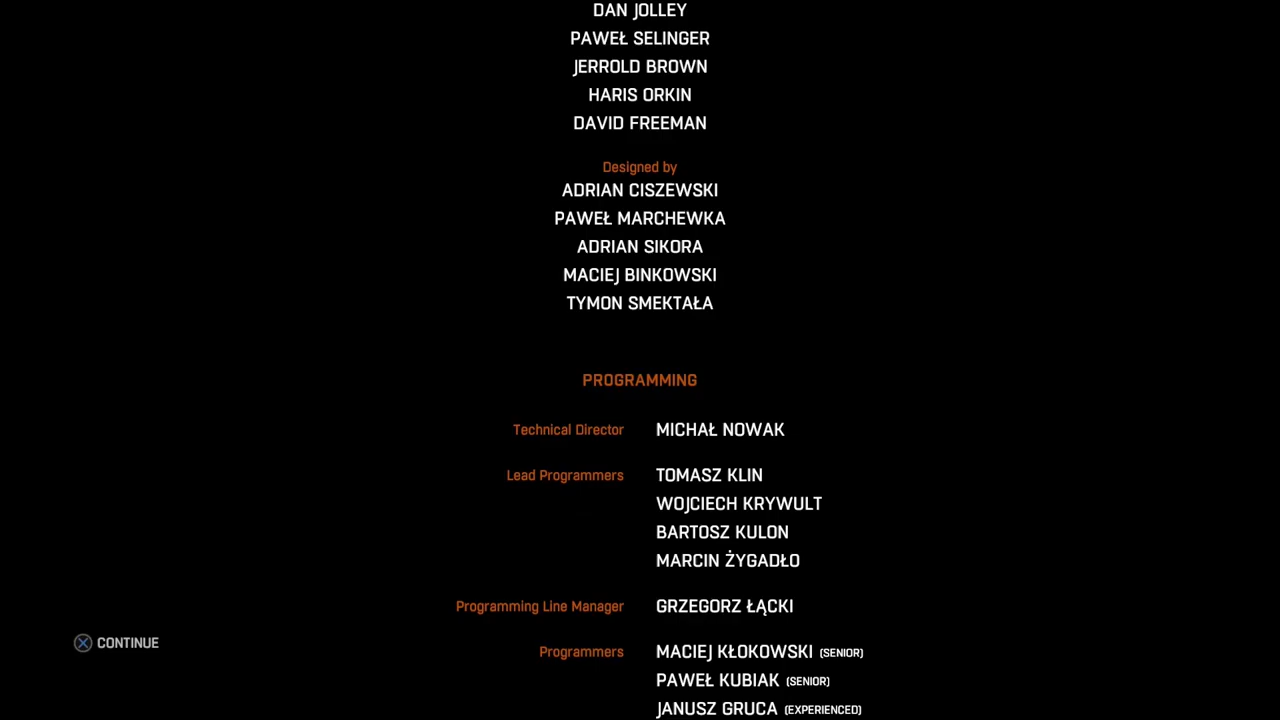 DAN JOLLEY
PAWEŁ SELINGER
JERROLD BROWN
HARIS ORKIN
DAVID FREEMAN
Designed by
ADRIAN CISZEWSKI
PAWEŁ MARCHEWKA
ADRIAN SIKORA
MACIEJ BINKOWSKI
TYMON SMEKTAŁA
PROGRAMMING
Technical Director MICHAŁ NOWAK
Lead Programmers TOMASZ KLIN
WOJCIECH KRYWULT
BARTOSZ KULON
MARCIN ŻYGADŁO
Programming Line Manager GRZEGORZ ŁĄCKI
CONTINUE
Programmers MACIEJ KŁOKOWSKI (SENIOR)
PAWEŁ KUBIAK (SENIOR)
JANUSZ GRUCA (EXPERIENCED)